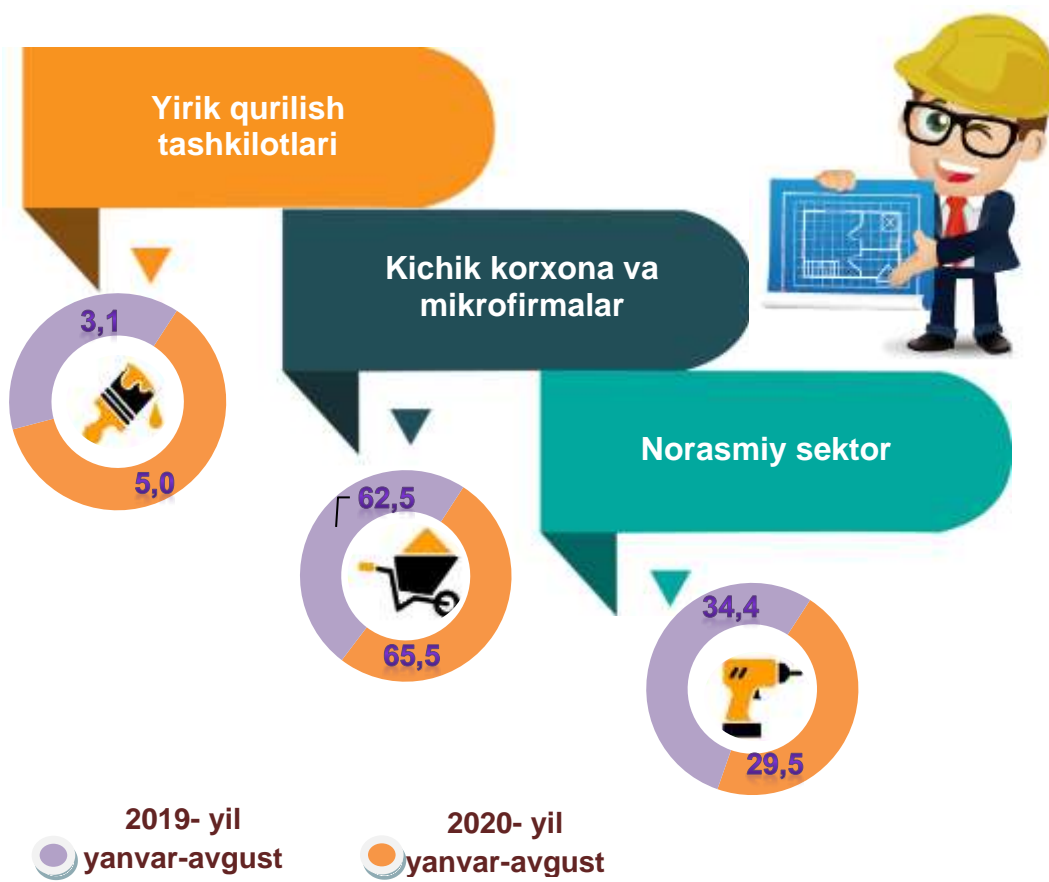 Yirik qurilish
tashkilotlari
Kichik korxona va
mikrofirmalar
3,1
5,0
Norasmiy sektor
62,5
65,5
34,4
29,5
2019- yil
yanvar-avgust
2020- yil
yanvar-avgust